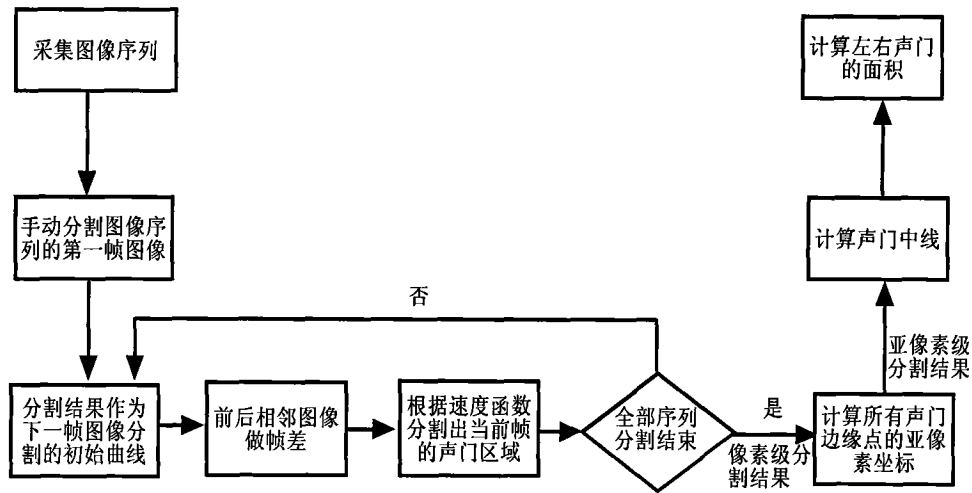 采集图像序列
手动分割图像序
列的第一帧图像
分割结果作为
下一帧图像分
割的初始曲线
前后相邻图像
做帧差
根据速度函数
分割出当前帧
的声门区域
全部序列
分割结束
否
是
像素级分
割结果
计算所有声门
边缘点的亚像
素坐标
亚像素级
分割结果
计算声门中线
计算左右声门
的面积